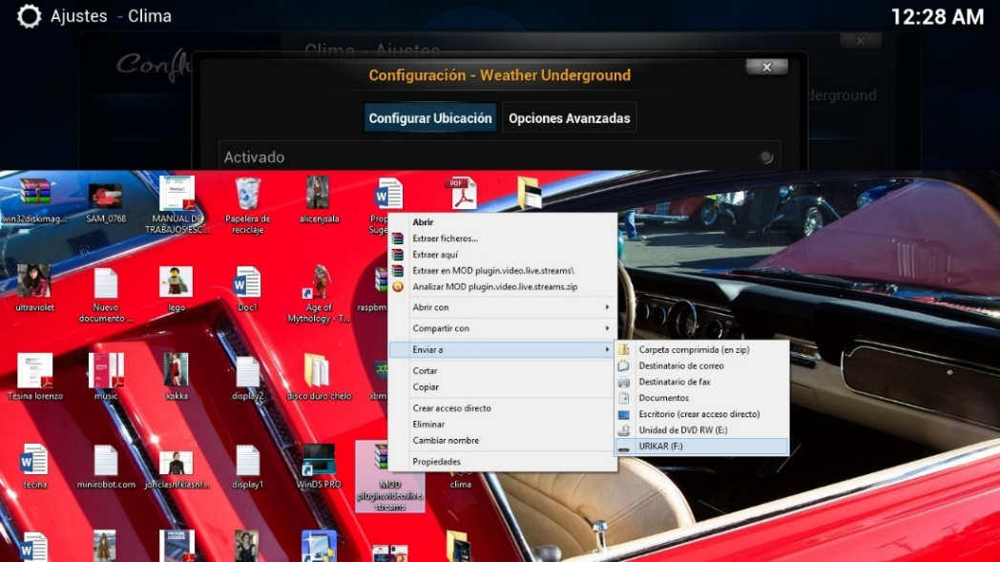 Ajustes - Clima
12:28 AM
Clima - Ajustes
Conflu
Configuración - Weather Underground
derground
Configurar Ubicación
Opciones Avanzadas
Activado
win32diskimag...
SAM_0768
MANUAL DE
TRABAJOS ESC...
Papelera de
reciclaje
alicenjsala
Prop
Suge
PDF
Abrir
Extraer ficheros...
Extraer aquí
Extraer en MOD plugin.video.live.streams\
Analizar MOD plugin.video.live.streams.zip
Abrir con
Compartir con
Enviar a
Cortar
Copiar
Crear acceso directo
Eliminar
Cambiar nombre
Propiedades
Carpeta comprimida (en zip)
Destinatario de correo
Destinatario de fax
Documentos
Escritorio (crear acceso directo)
Unidad de DVD RW (E:)
URIKAR (F:)
ultraviolet
Nuevo
documento ...
lego
Doc1
Age of
Mythology - T...
raspbm
Tesina lorenzo
music
kakka
display2
disco duro chelo
xbm
tecina
minirobot.com
display1
WinDS PRO
MOD
plugin.video.live.
streams
clima